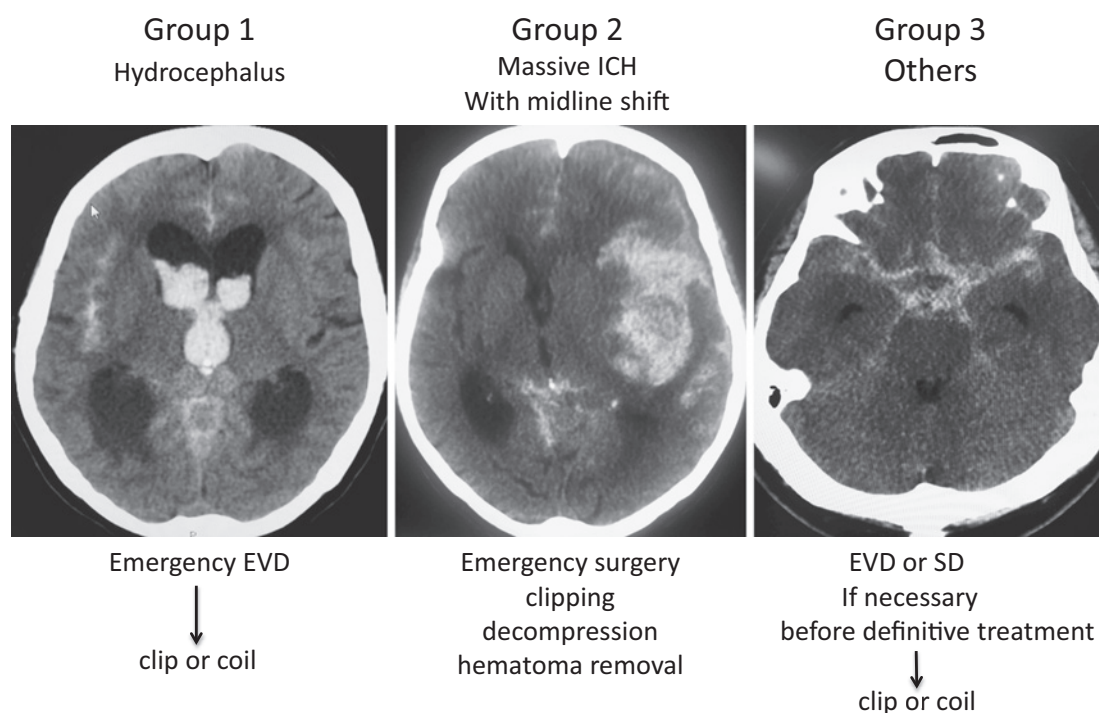 Group 1
Hydrocephalus
Group 2
Massive ICH
With midline shift
Group 3
Others
Emergency EVD
clip or coil
Emergency surgery
clipping
decompression
hematoma removal
EVD or SD
If necessary
before definitive treatment
clip or coil